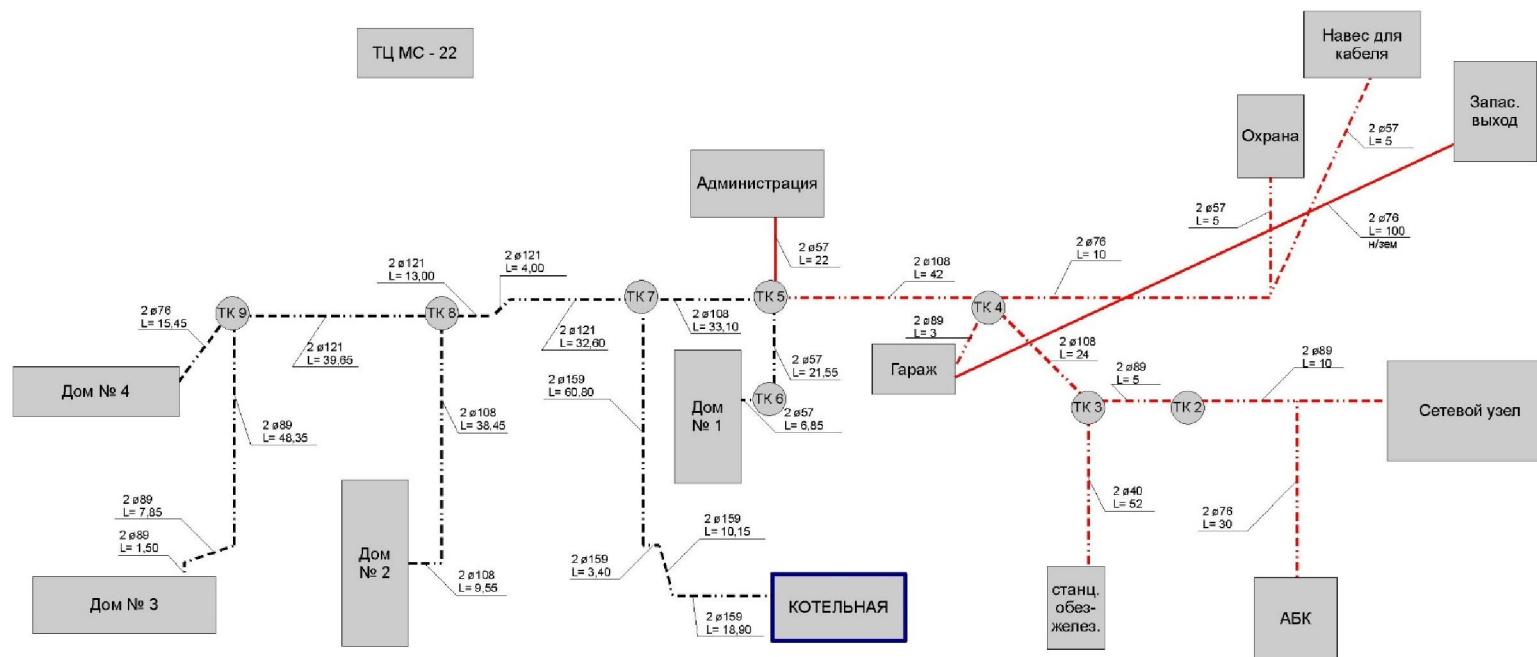 ТЦ МС - 22
Навес для
кабеля
Запас.
выход
Охрана
2 ø57
L= 5
Администрация
2 ø57
L= 5
2 ø76
L= 100
н/зем
2 ø121
L= 13,00
2 ø121
L= 4,00
2 ø57
L= 22
2 ø108
L= 42
2 ø76
L= 10
2 ø76
L= 15,45
ТК 9
ТК 8
ТК 7
ТК 5
ТК 4
2 ø121
L= 39,65
2 ø121
L= 32,60
2 ø108
L= 33,10
2 ø89
L= 3
2 ø108
L= 24
Дом № 4
2 ø159
L= 60,80
2 ø57
L= 21,55
Гараж
2 ø89
L= 5
2 ø89
L= 10
Дом
№ 1
ТК 6
2 ø57
L= 6,85
ТК 3
ТК 2
Сетевой узел
2 ø89
L= 48,35
2 ø108
L= 38,45
2 ø89
L= 7,85
2 ø89
L= 1,50
2 ø159
L= 10,15
2 ø40
L= 52
2 ø76
L= 30
Дом
№ 2
2 ø159
L= 3,40
2 ø108
L= 9,55
Дом № 3
2 ø159
L= 18,90
КОТЕЛЬНАЯ
станц.
обез-
желез.
АБК